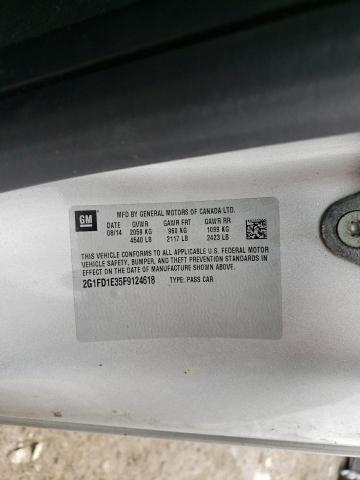 GM
MFD BY GENERAL MOTORS OF CANADA LTD.
DATE GVWR GAWR FRT GAWR RR
08/14 2059 KG 960 KG 1099 KG
4540 LB 2117 LB 2423 LB
THIS VEHICLE CONFORMS TO ALL APPLICABLE U.S. FEDERAL MOTOR
VEHICLE SAFETY, BUMPER, AND THEFT PREVENTION STANDARDS IN
EFFECT ON THE DATE OF MANUFACTURE SHOWN ABOVE.
2G1FD1E35F9124618 TYPE: PASS CAR